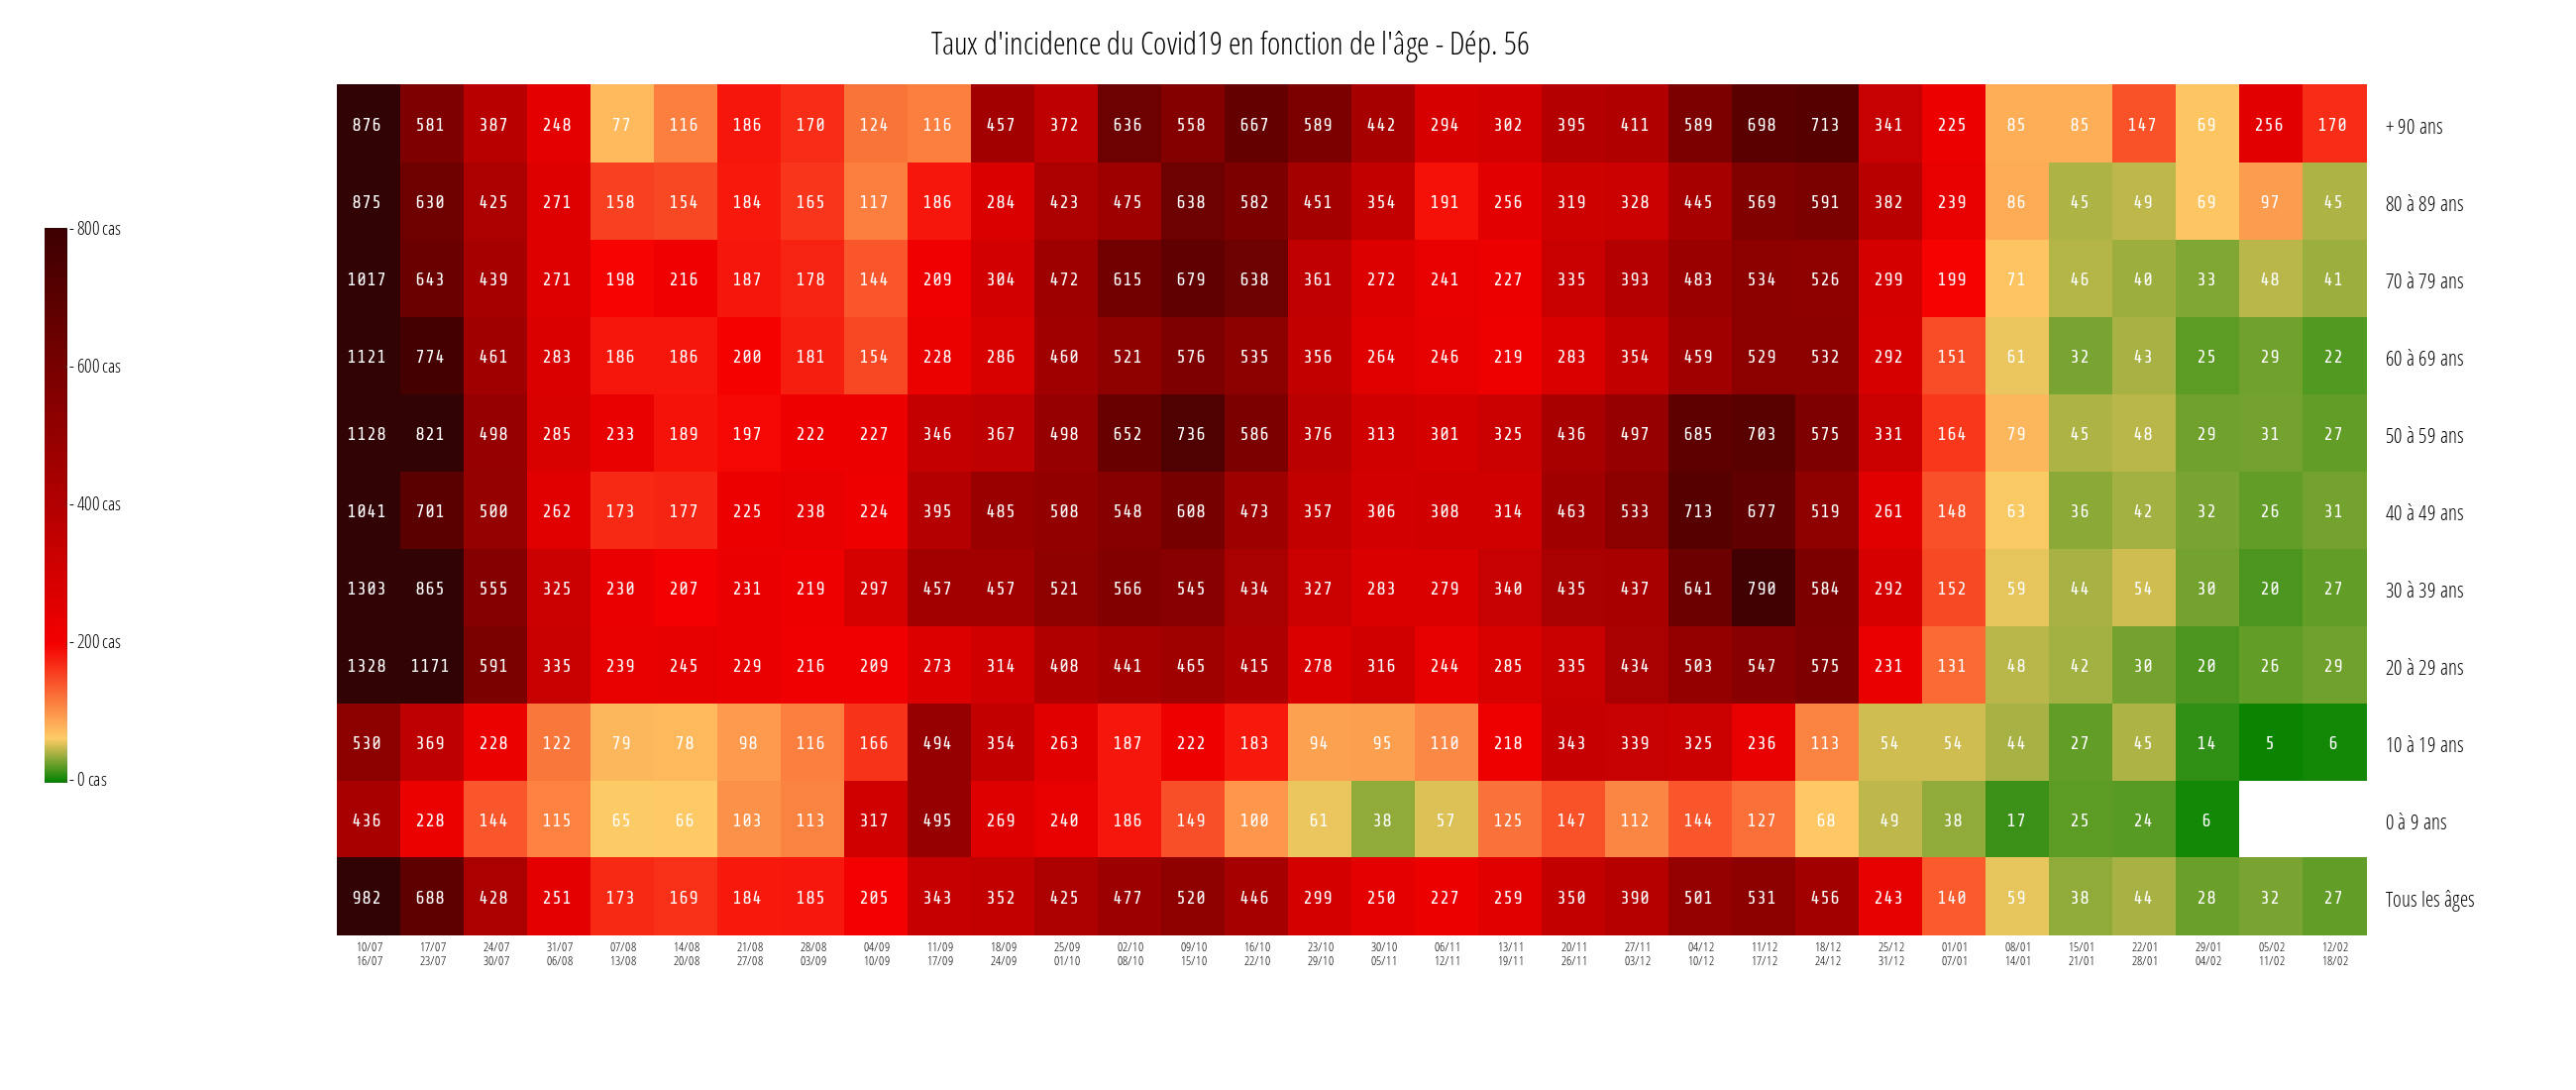 Taux d'incidence du Covid19 en fonction de l'âge - Dép. 56
- 800 cas
- 600 cas
- 400 cas
- 200 cas
- 0 cas
876 581 387 248 77 116 186 170 124 116 457 372 636 558 667 589 442 294 302 395 411 589 698 713 341 225 85 85 147 69 256 170 + 90 ans
875 630 425 271 158 154 184 165 117 186 284 423 475 638 582 451 354 191 256 319 328 445 569 591 382 239 86 45 49 69 97 45 80 à 89 ans
1017 643 439 271 198 216 187 178 144 209 304 472 615 679 638 361 272 241 227 335 393 483 534 526 299 199 71 46 40 33 48 41 70 à 79 ans
1121 774 461 283 186 186 200 181 154 228 286 460 521 576 535 356 264 246 219 283 354 459 529 532 292 151 61 32 43 25 29 22 60 à 69 ans
1128 821 498 285 233 189 197 222 227 346 367 498 652 736 586 376 313 301 325 436 497 685 703 575 331 164 79 45 48 29 31 27 50 à 59 ans
1041 701 500 262 173 177 225 238 224 395 485 508 548 608 473 357 306 308 314 463 533 713 677 519 261 148 63 36 42 32 26 31 40 à 49 ans
1303 865 555 325 230 207 231 219 297 457 457 521 566 545 434 327 283 279 340 435 437 641 790 584 292 152 59 44 54 30 20 27 30 à 39 ans
1328 1171 591 335 239 245 229 216 209 273 314 408 441 465 415 278 316 244 285 335 434 503 547 575 231 131 48 42 30 20 26 29 20 à 29 ans
530 369 228 122 79 78 98 116 166 494 354 263 187 222 183 94 95 110 218 343 339 325 236 113 54 54 44 27 45 14 5 6 10 à 19 ans
436 228 144 115 65 66 103 113 317 495 269 240 186 149 100 61 38 57 125 147 112 144 127 68 49 38 17 25 24 6 0 à 9 ans
982 688 428 251 173 169 184 185 205 343 352 425 477 520 446 299 250 227 259 350 390 501 531 456 243 140 59 38 44 28 32 27 Tous les âges
10/07 17/07 24/07 31/07 07/08 14/08 21/08 28/08 04/09 11/09 18/09 25/09 02/10 09/10 16/10 23/10 30/10 06/11 13/11 20/11 27/11 04/12 11/12 18/12 25/12 01/01 08/01 15/01 22/01 29/01 05/02 12/02
16/07 23/07 30/07 06/08 13/08 20/08 27/08 03/09 10/09 17/09 24/09 01/10 08/10 15/10 22/10 29/10 05/11 12/11 19/11 26/11 03/12 10/12 17/12 24/12 31/12 07/01 14/01 21/01 28/01 04/02 11/02 18/02